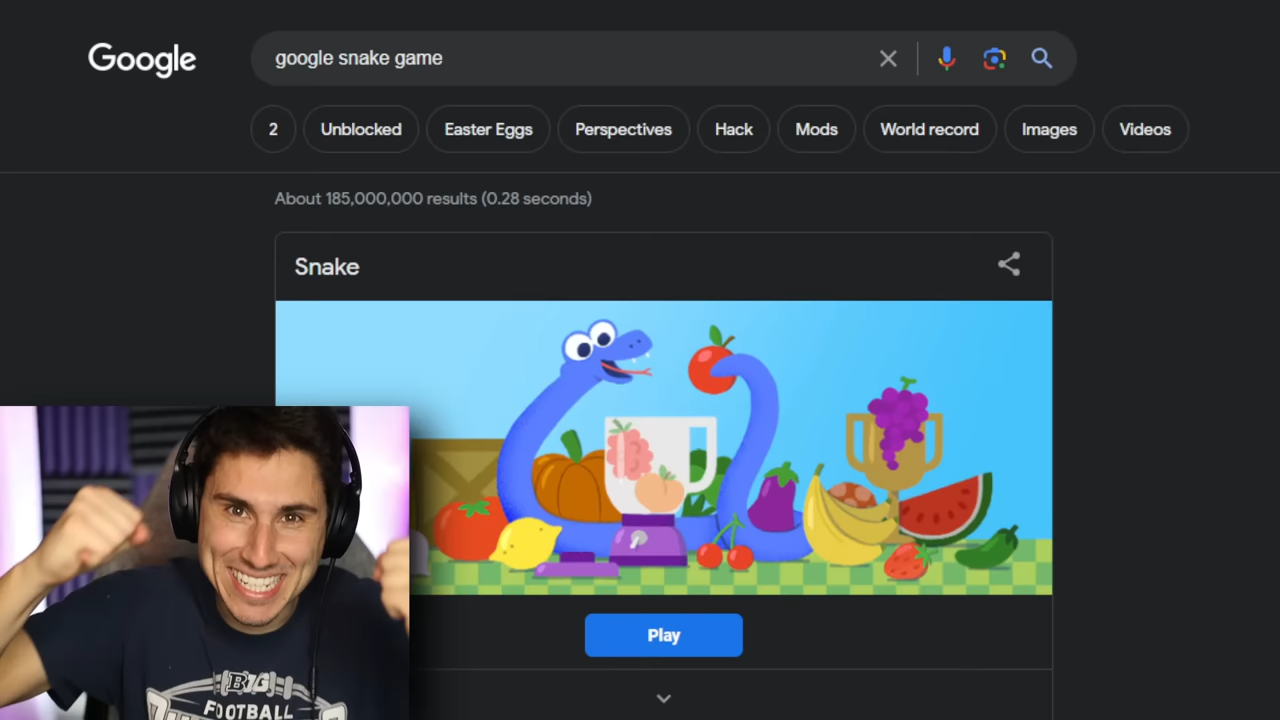 Google
google snake game
2
Unblocked
Easter Eggs
Perspectives
Hack
Mods
World record
Images
Videos
About 185,000,000 results (0.28 seconds)
Snake
Play
B1G
FOOTBALL